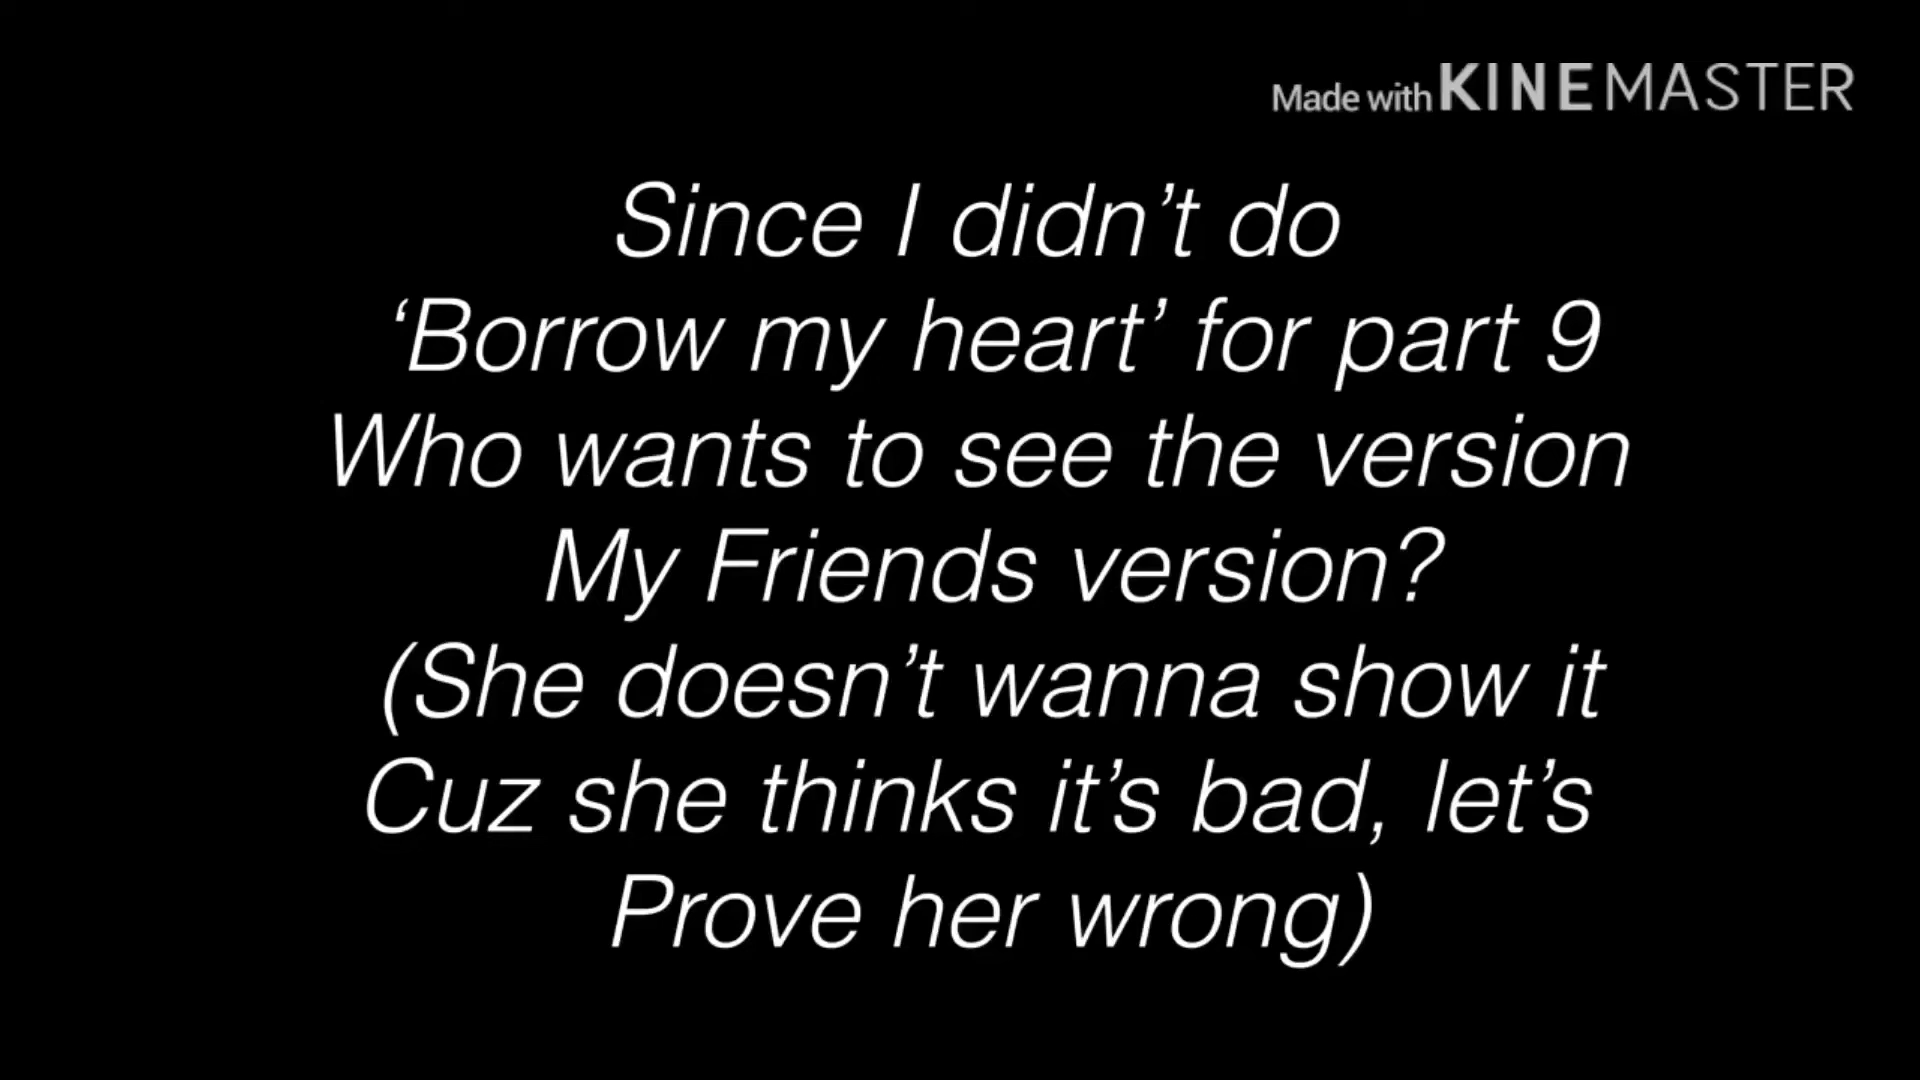 Made with KINEMASTER
Since I didn’t do
‘Borrow my heart’ for part 9
Who wants to see the version
My Friends version?
(She doesn’t wanna show it
Cuz she thinks it’s bad, let’s
Prove her wrong)